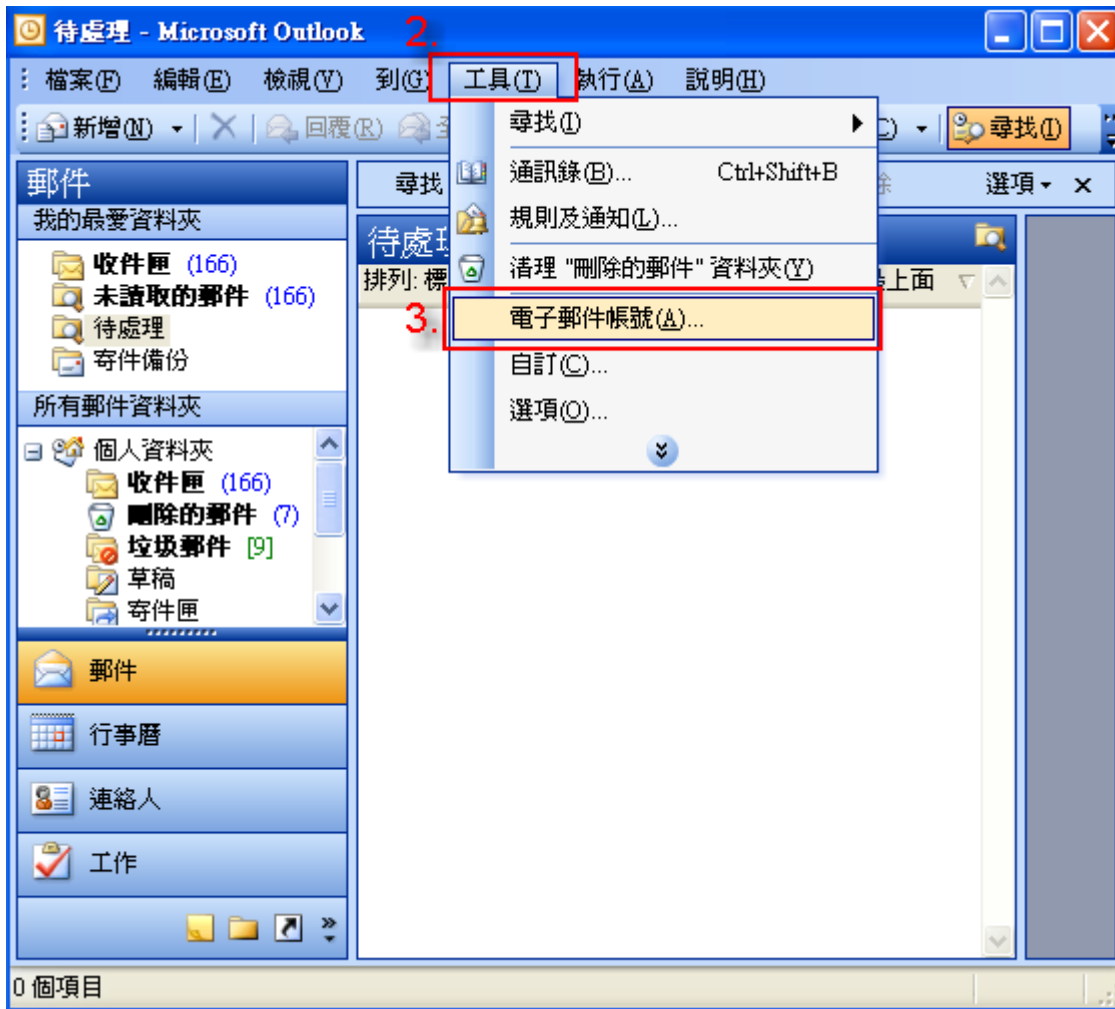 待處理 - Microsoft Outlook
2.
檔案(F) 編輯(E) 檢視(V) 到(G) 工具(T) 執行(A) 說明(H)
新增(N) 回覆(R) 尋找(I)
尋找(I)
通訊錄(B)... Ctrl+Shift+B
規則及通知(L)...
清理 "刪除的郵件" 資料夾(Y)
3.
電子郵件帳號(A)...
自訂(C)...
選項(O)...
郵件
尋找 選項
我的最愛資料夾
收件匣 (166)
未讀取的郵件 (166)
待處理
寄件備份
待處理
排列: 標 上面
所有郵件資料夾
個人資料夾
收件匣 (166)
刪除的郵件 (7)
垃圾郵件 [9]
草稿
寄件匣
郵件
行事曆
連絡人
工作
0 個項目